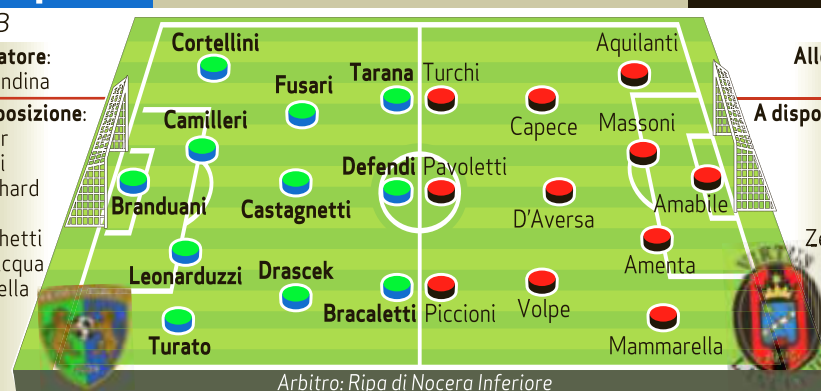 atore:
ndina
posizione:
r
i
hard
hetti
cqua
ella
Cortellini
Fusari
Tarana
Turchi
Aquilanti
Camilleri
Capece
Massoni
Defendi
Pavoletti
Branduani
Castagnetti
D'Aversa
Amabile
Leonarduzzi
Drascek
Amenta
Bracaletti
Piccioni
Volpe
Turato
Mammarella
All
A dispo
Ze
VIRTUS
Arbitro: Ripa di Nocera Inferiore